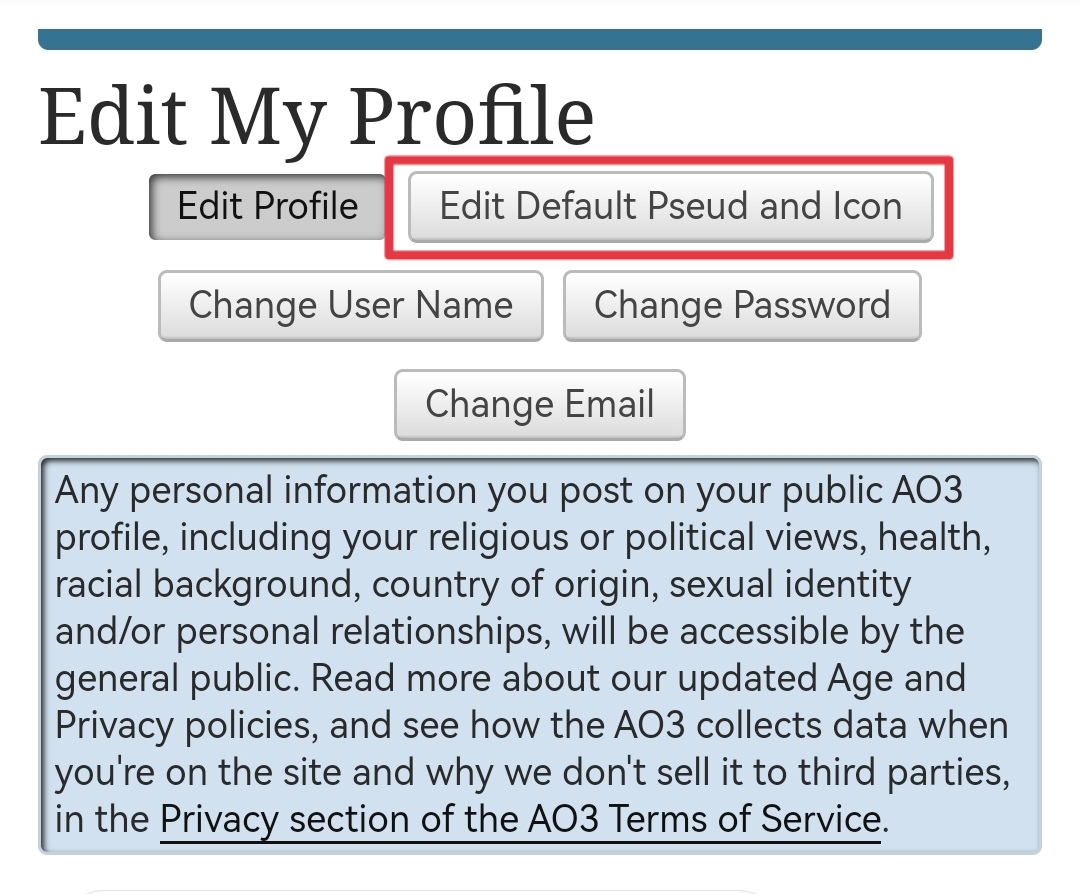 Edit My Profile
Edit Profile
Edit Default Pseud and Icon
Change User Name
Change Password
Change Email
Any personal information you post on your public AO3
profile, including your religious or political views, health,
racial background, country of origin, sexual identity
and/or personal relationships, will be accessible by the
general public. Read more about our updated Age and
Privacy policies, and see how the AO3 collects data when
you're on the site and why we don't sell it to third parties,
in the Privacy section of the AO3 Terms of Service.